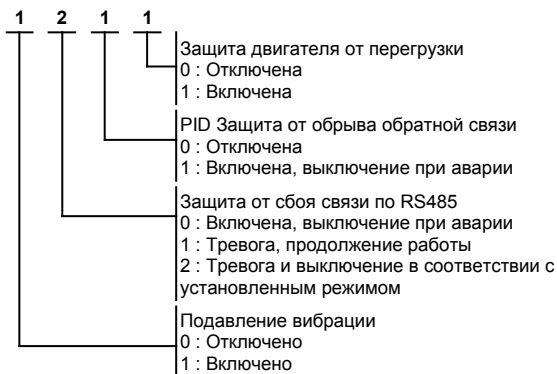 1 2 1 1
Защита двигателя от перегрузки
0 : Отключена
1 : Включена
PID Защита от обрыва обратной связи
0 : Отключена
1 : Включена, выключение при аварии
Защита от сбоя связи по RS485
0 : Включена, выключение при аварии
1 : Тревога, продолжение работы
2 : Тревога и выключение в соответствии с
установленным режимом
Подавление вибрации
0 : Отключено
1 : Включено